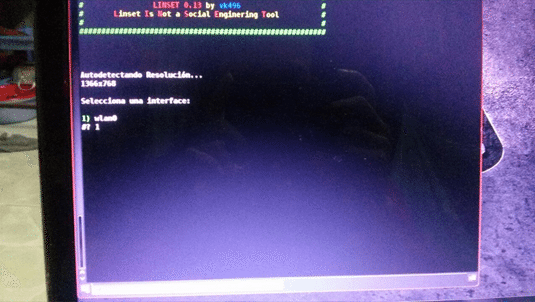 # LINSET 0.13 by vk496 #
# Linset Is Not a Social Enginering Tool #
# #
############################################################
Autodetectando Resolución...
1366x768
Selecciona una interface:
1) wlan0
#? 1